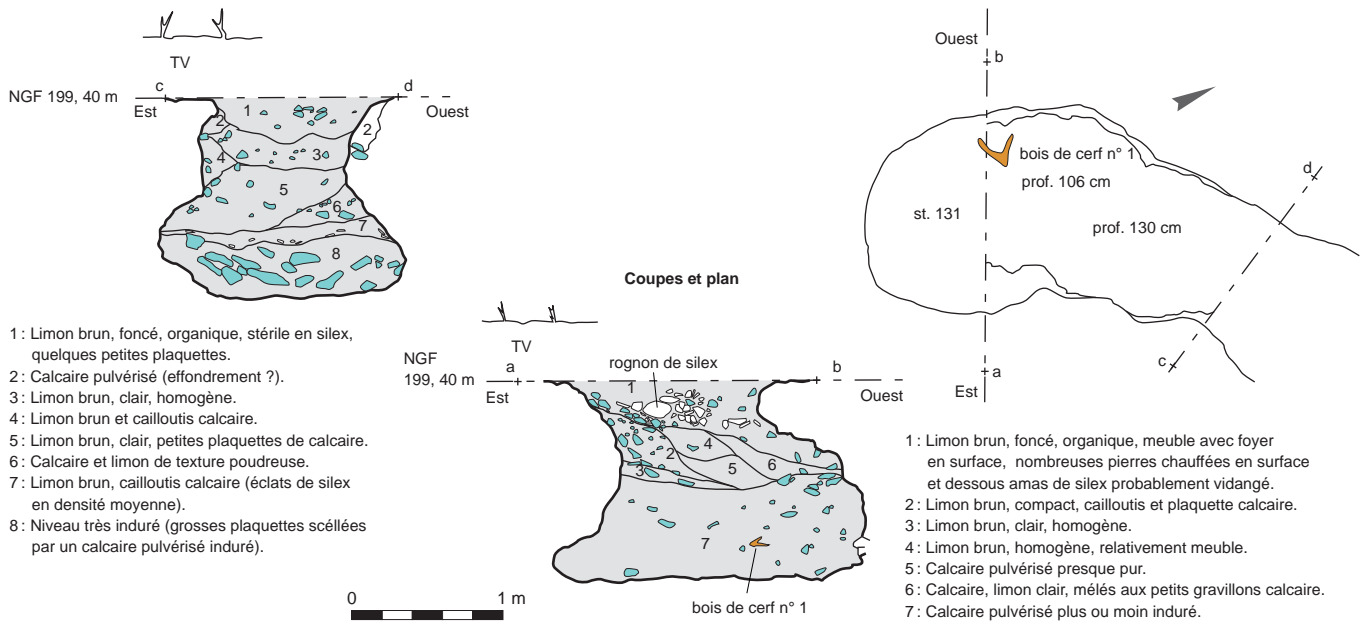 TV
NGF 199, 40 m
c
d
Est
Ouest
1
2
2
3
4
5
6
7
8
1 : Limon brun, foncé, organique, stérile en silex,
quelques petites plaquettes.
2 : Calcaire pulvérisé (effondrement ?).
3 : Limon brun, clair, homogène.
4 : Limon brun et cailloutis calcaire.
5 : Limon brun, clair, petites plaquettes de calcaire.
6 : Calcaire et limon de texture poudreuse.
7 : Limon brun, cailloutis calcaire (éclats de silex
en densité moyenne).
8 : Niveau très induré (grosses plaquettes scéllées
par un calcaire pulvérisé induré).
Coupes et plan
TV
NGF
199, 40 m
a
b
Est
Ouest
rognon de silex
1
2
3
4
5
6
7
bois de cerf n° 1
0
1 m
Ouest
b
bois de cerf n° 1
prof. 106 cm
st. 131
prof. 130 cm
d
c
a
Est
1 : Limon brun, foncé, organique, meuble avec foyer
en surface, nombreuses pierres chauffées en surface
et dessous amas de silex probablement vidangé.
2 : Limon brun, compact, cailloutis et plaquette calcaire.
3 : Limon brun, clair, homogène.
4 : Limon brun, homogène, relativement meuble.
5 : Calcaire pulvérisé presque pur.
6 : Calcaire, limon clair, mélés aux petits gravillons calcaire.
7 : Calcaire pulvérisé plus ou moin induré.